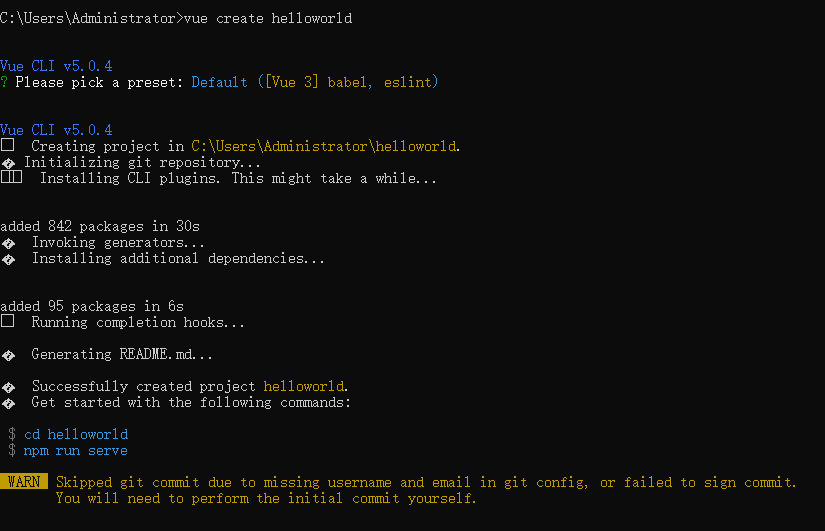 C:\Users\Administrator>vue create helloworld
Vue CLI v5.0.4
? Please pick a preset: Default ([Vue 3] babel, eslint)
Vue CLI v5.0.4
□ Creating project in C:\Users\Administrator\helloworld.
� Initializing git repository...
□□ Installing CLI plugins. This might take a while...
added 842 packages in 30s
� Invoking generators...
� Installing additional dependencies...
added 95 packages in 6s
□ Running completion hooks...
� Generating README.md...
� Successfully created project helloworld.
� Get started with the following commands:
$ cd helloworld
$ npm run serve
WARN Skipped git commit due to missing username and email in git config, or failed to sign commit.
You will need to perform the initial commit yourself.